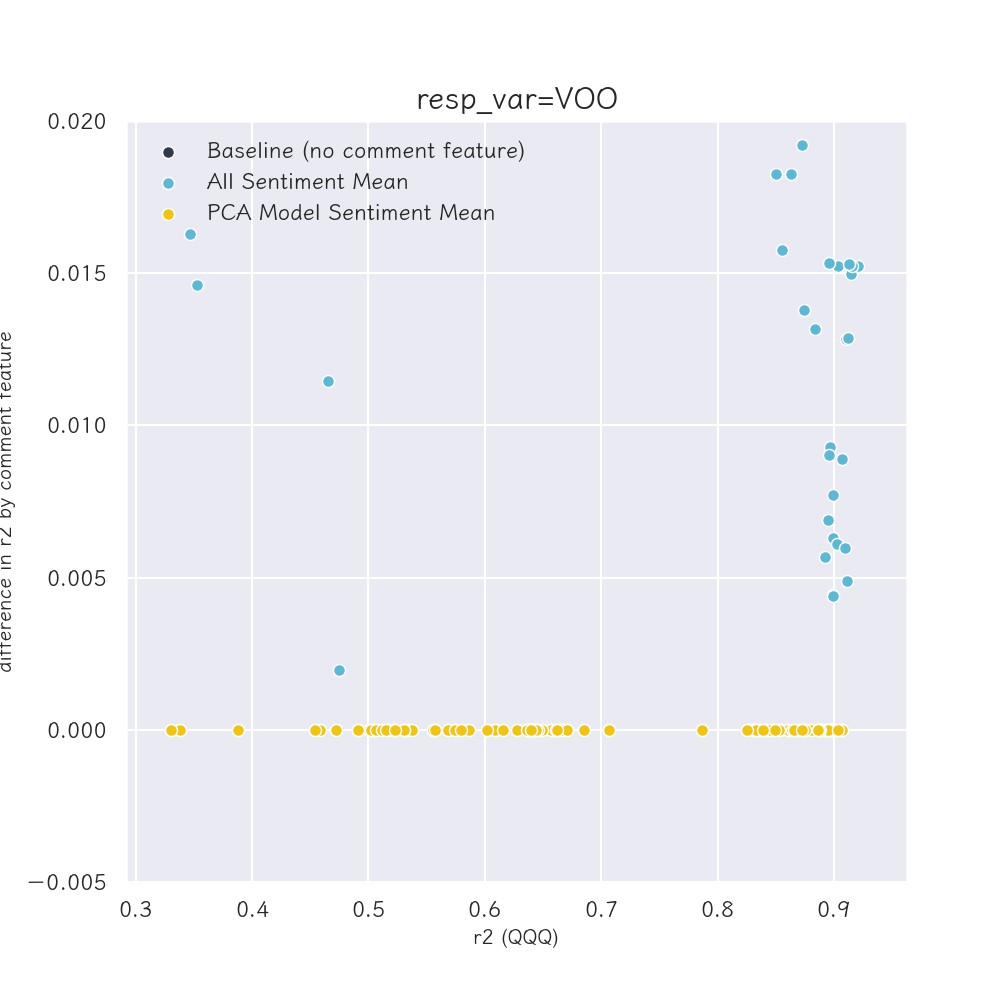 resp_var=VOO
0.020
Baseline (no comment feature)
All Sentiment Mean
PCA Model Sentiment Mean
0.015
0.010
0.005
0.000
−0.005
difference in r2 by comment feature
0.3 0.4 0.5 0.6 0.7 0.8 0.9
r2 (QQQ)